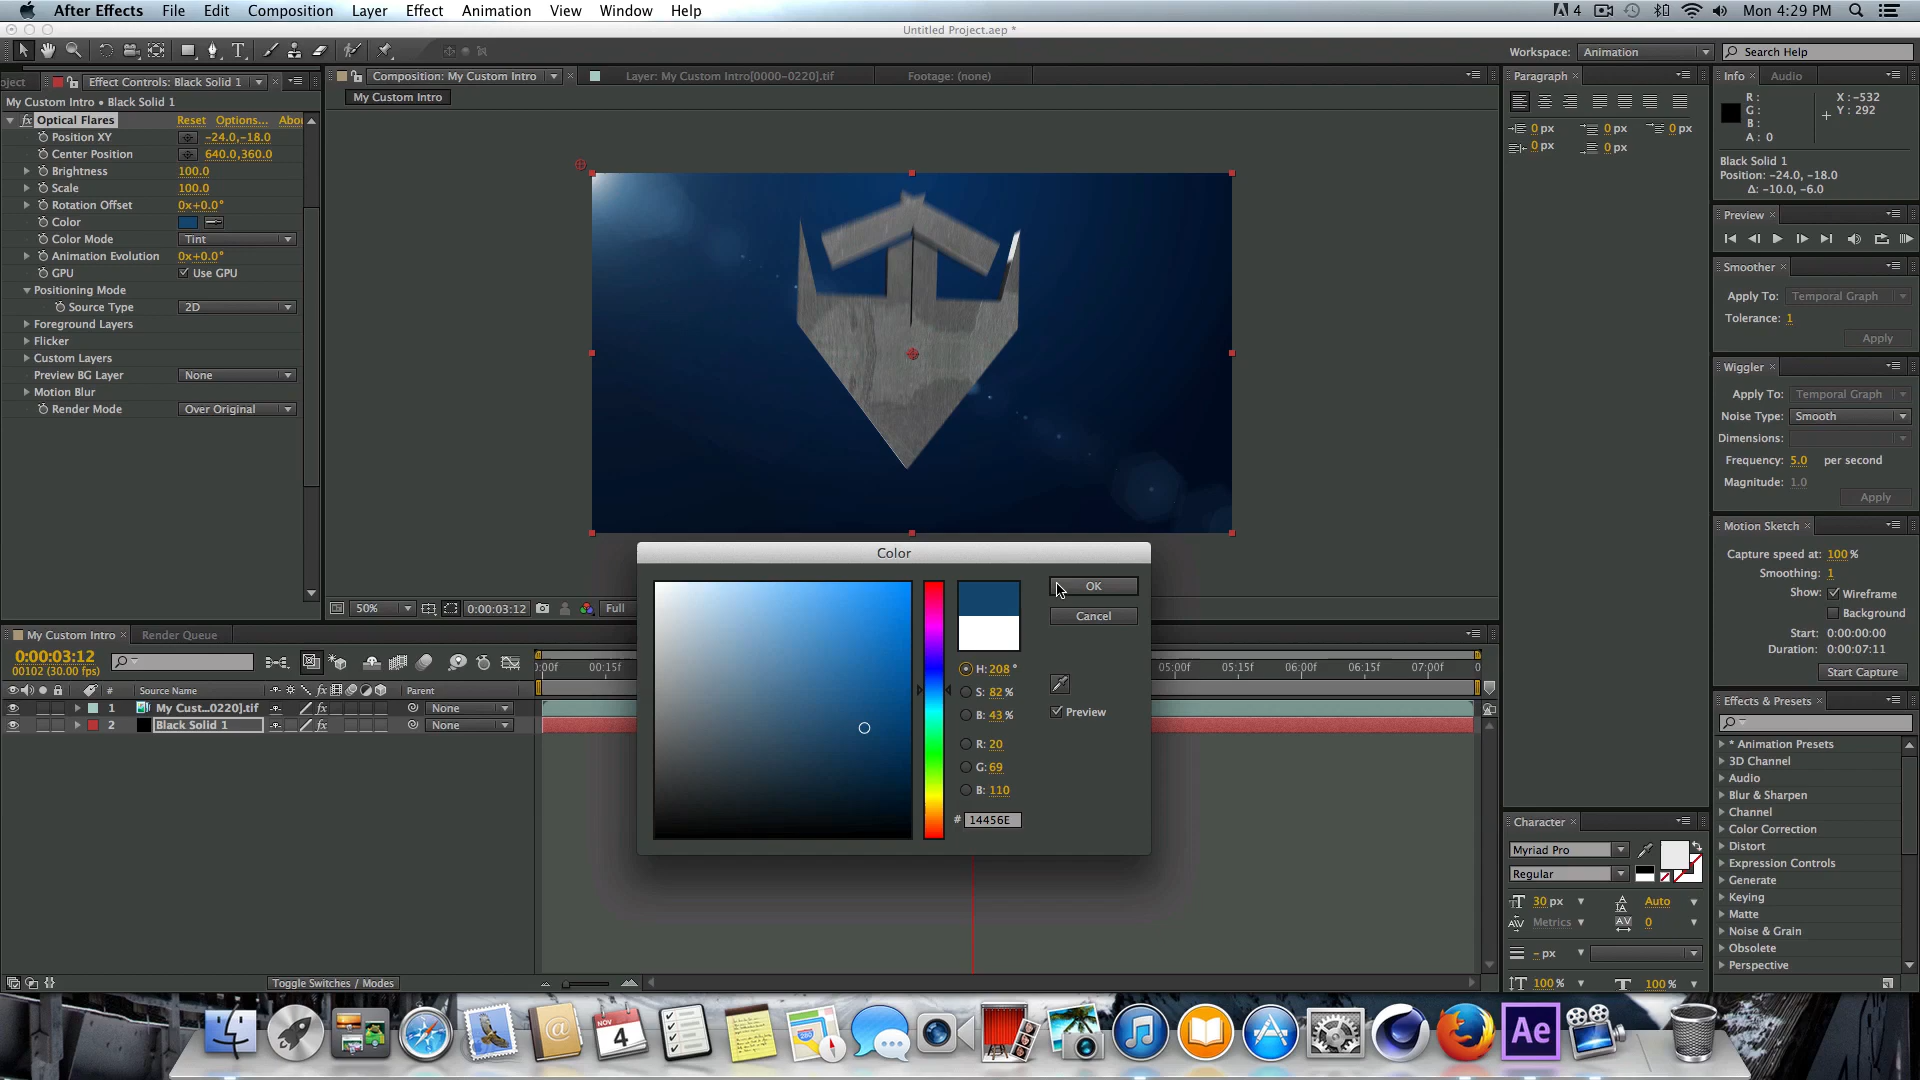 After Effects File Edit Composition Layer Effect Animation View Window Help
4 Mon 4:29 PM
Untitled Project.aep *
Workspace: Animation Search Help
oject Effect Controls: Black Solid 1
Composition: My Custom Intro
Layer: My Custom Intro[0000-0220].tif
Footage: (none)
My Custom Intro • Black Solid 1
My Custom Intro
fx Optical Flares Reset Options... Abou
Position XY -24.0,-18.0
Center Position 640.0,360.0
Brightness 100.0
Scale 100.0
Rotation Offset 0x+0.0°
Color
Color Mode Tint
Animation Evolution 0x+0.0°
GPU Use GPU
Positioning Mode
Source Type 2D
Foreground Layers
Flicker
Custom Layers
Preview BG Layer None
Motion Blur
Render Mode Over Original
50% 0:00:03:12 Full
Color
OK
Cancel
H: 208 °
S: 82 %
B: 43 %
Preview
R: 20
G: 69
B: 110
# 14456E
My Custom Intro Render Queue
0:00:03:12
00102 (30.00 fps)
:00f 00:15f 05:00f 05:15f 06:00f 06:15f 07:00f 0
# Source Name fx Parent
1 My Cust...0220].tif fx None
2 Black Solid 1 fx None
Toggle Switches / Modes
Paragraph
0 px 0 px 0 px
0 px 0 px
Info Audio
R: X : -532
G: Y : 292
B:
A: 0
Black Solid 1
Position: -24.0, -18.0
Δ: -10.0, -6.0
Preview
Smoother
Apply To: Temporal Graph
Tolerance: 1
Apply
Wiggler
Apply To: Temporal Graph
Noise Type: Smooth
Dimensions:
Frequency: 5.0 per second
Magnitude: 1.0
Apply
Motion Sketch
Capture speed at: 100 %
Smoothing: 1
Show: Wireframe
Background
Start: 0:00:00:00
Duration: 0:00:07:11
Start Capture
Effects & Presets
* Animation Presets
3D Channel
Audio
Blur & Sharpen
Channel
Color Correction
Distort
Expression Controls
Generate
Keying
Matte
Noise & Grain
Obsolete
Perspective
Character
Myriad Pro
Regular
30 px Auto
Metrics 0
- px
100 % 100 %
NOV
4
Ae